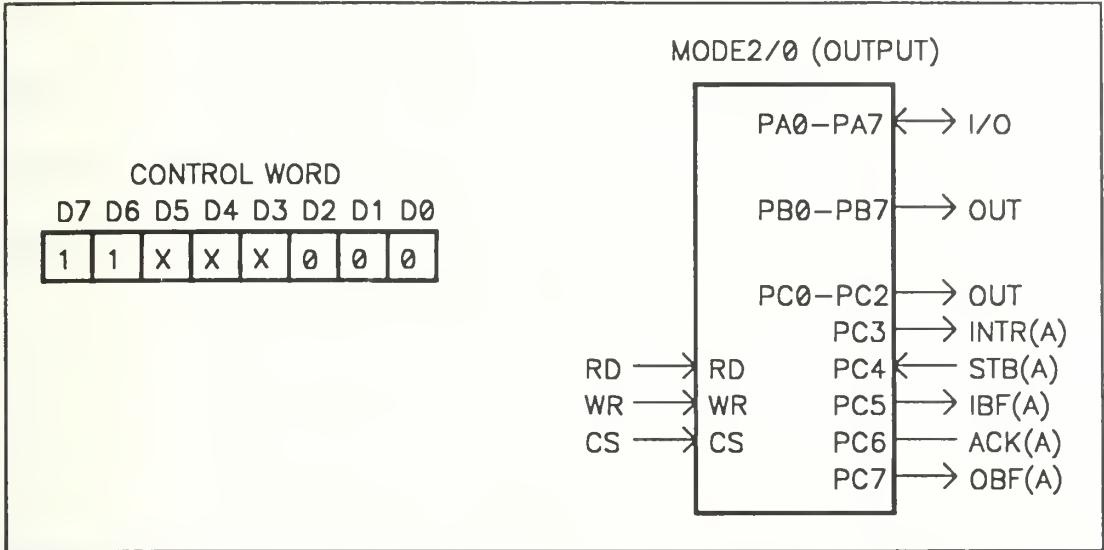 MODE2/0 (OUTPUT)
CONTROL WORD
D7 D6 D5 D4 D3 D2 D1 D0
1 1 X X X 0 0 0
PA0-PA7 I/O
PB0-PB7 OUT
PC0-PC2 OUT
PC3 INTR(A)
RD RD PC4 STB(A)
WR WR PC5 IBF(A)
CS CS PC6 ACK(A)
PC7 OBF(A)